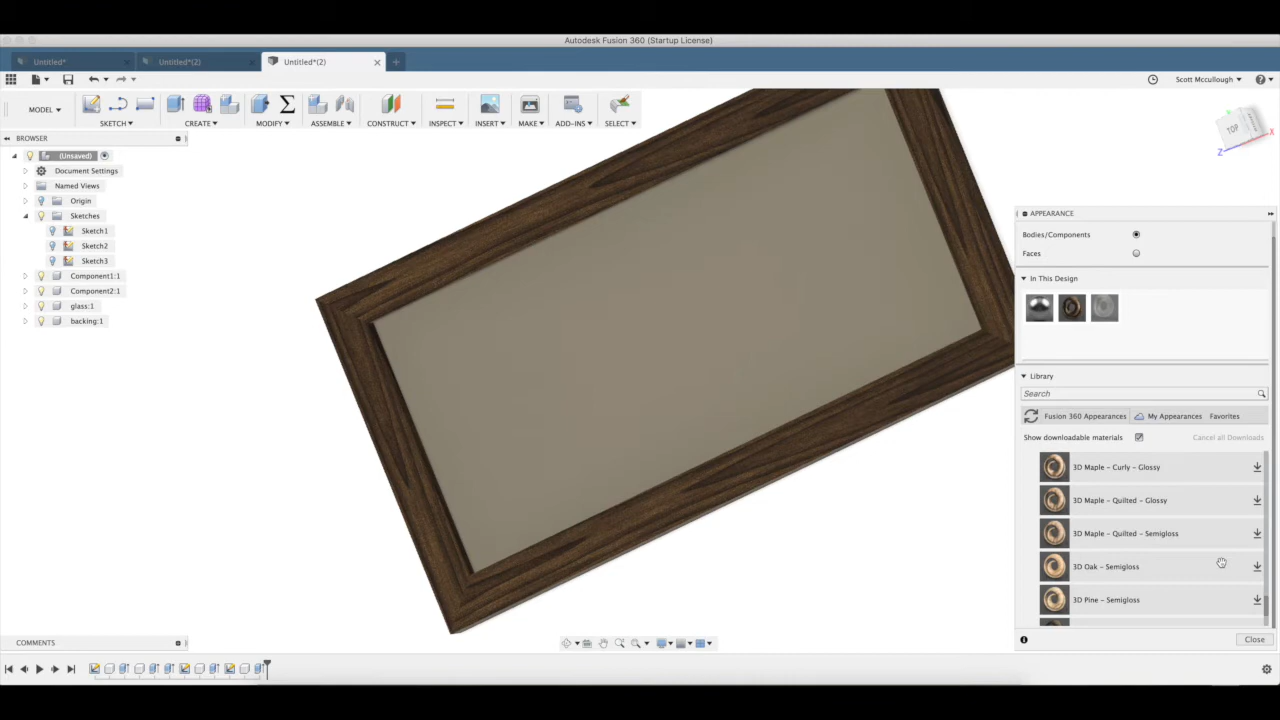 Autodesk Fusion 360 (Startup License)
Untitled*
Untitled*(2)
Untitled*(2)
Scott Mccullough
MODEL
SKETCH
CREATE
MODIFY
ASSEMBLE
CONSTRUCT
INSPECT
INSERT
MAKE
ADD-INS
SELECT
BROWSER
(Unsaved)
Document Settings
Named Views
Origin
Sketches
Sketch1
Sketch2
Sketch3
Component1:1
Component2:1
glass:1
backing:1
TOP
X
Z
APPEARANCE
Bodies/Components
Faces
In This Design
Library
Search
Fusion 360 Appearances
My Appearances
Favorites
Show downloadable materials
Cancel all Downloads
3D Maple - Curly - Glossy
3D Maple - Quilted - Glossy
3D Maple - Quilted - Semigloss
3D Oak - Semigloss
3D Pine - Semigloss
Close
COMMENTS